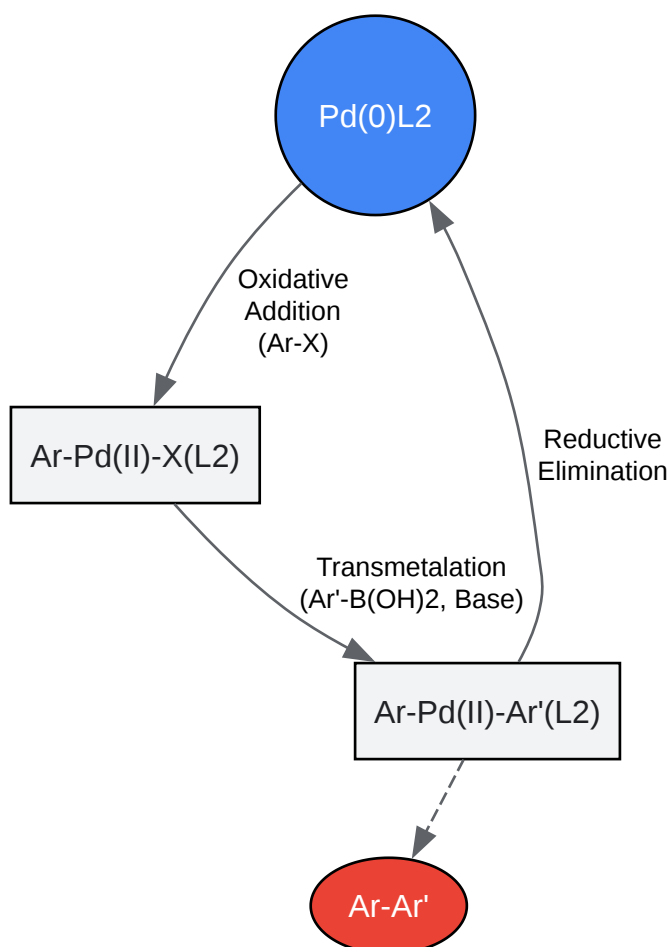 Pd(0)L2
Oxidative
Addition
(Ar-X)
Ar-Pd(II)-X(L2)
Reductive
Elimination
Transmetalation
(Ar'-B(OH)2, Base)
Ar-Pd(II)-Ar'(L2)
Ar-Ar'